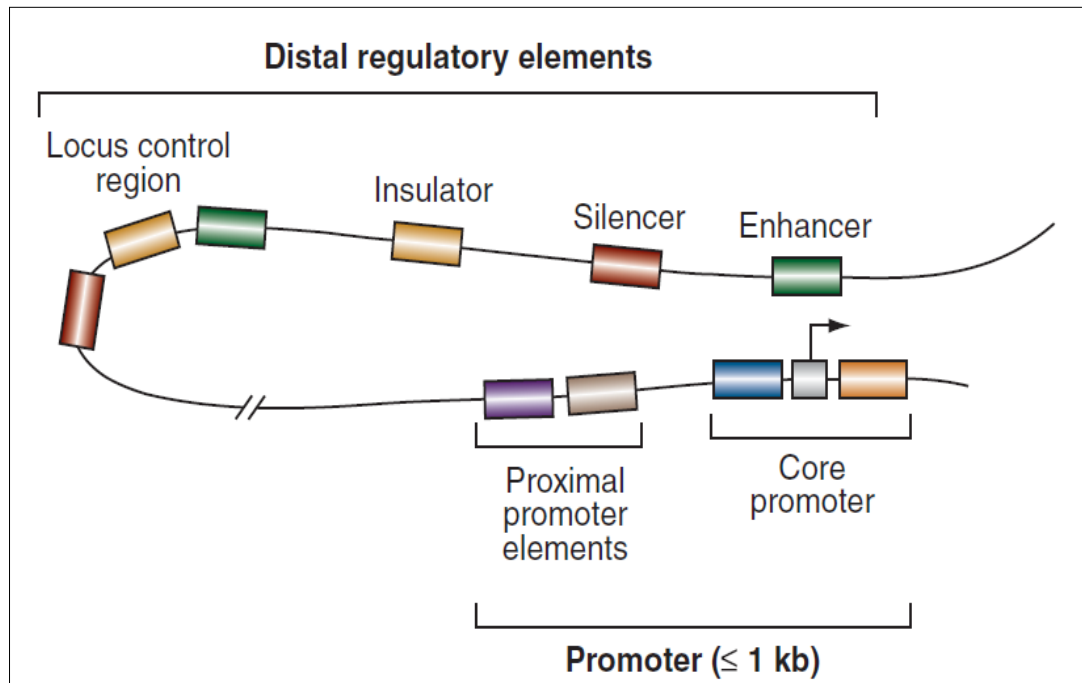 Distal regulatory elements
Locus control
region
Insulator
Silencer
Enhancer
Proximal
promoter
elements
Core
promoter
Promoter (≤ 1 kb)